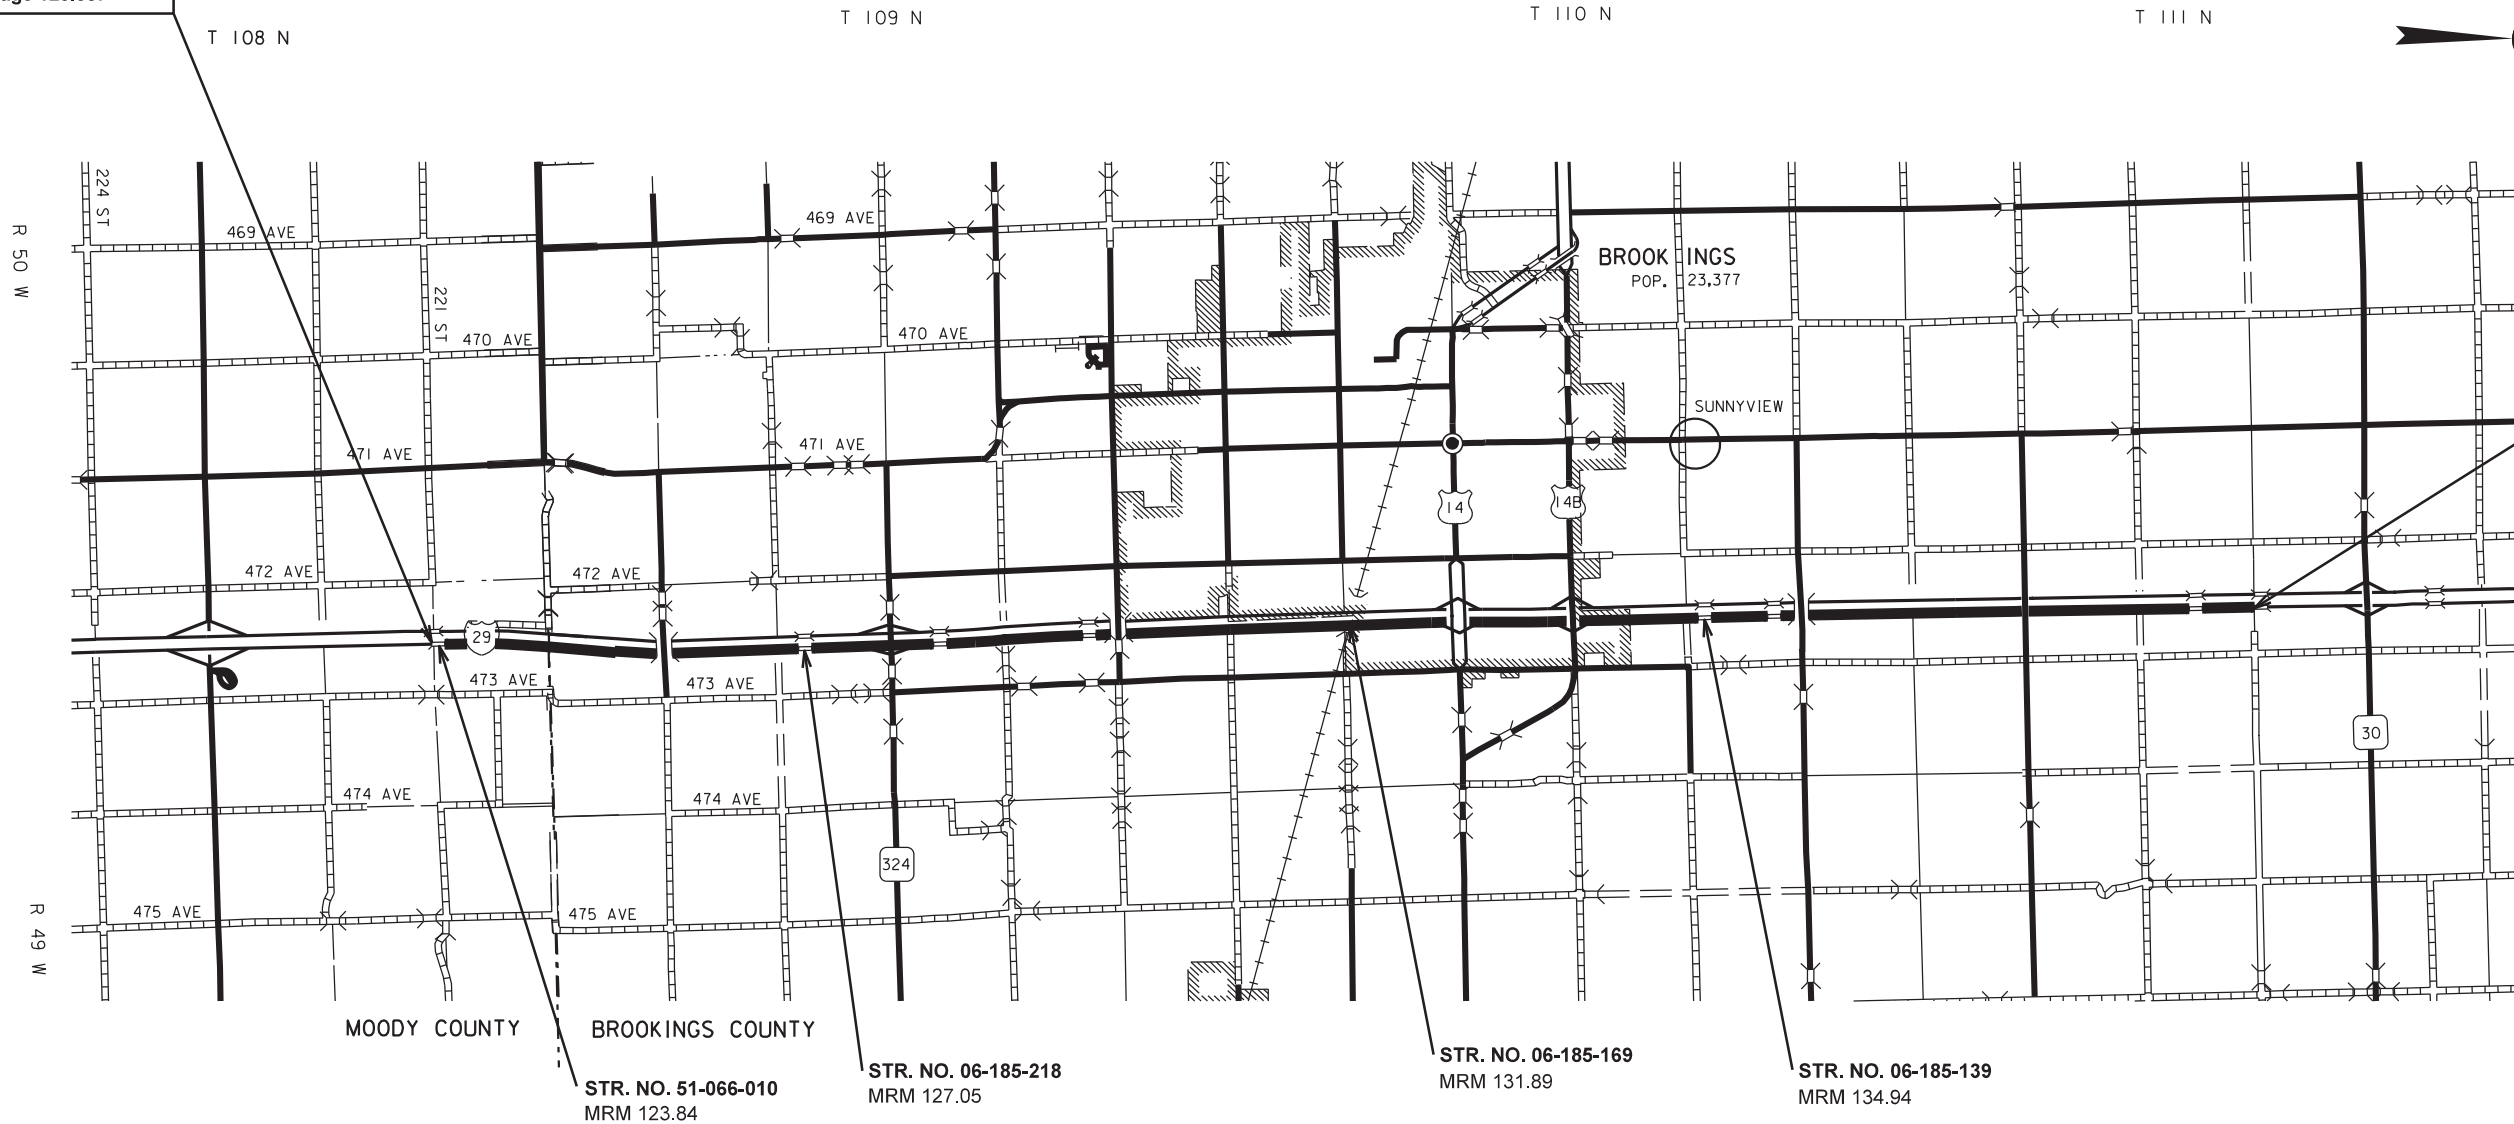 T 108 N
T 109 N
T 110 N
T 111 N
R 50 W
224 ST
469 AVE
469 AVE
BROOKINGS
POP. 23,377
221 ST
470 AVE
470 AVE
SUNNYVIEW
471 AVE
471 AVE
14
14B
472 AVE
472 AVE
29
473 AVE
473 AVE
30
474 AVE
474 AVE
324
R 49 W
475 AVE
475 AVE
MOODY COUNTY
BROOKINGS COUNTY
STR. NO. 51-066-010
MRM 123.84
STR. NO. 06-185-218
MRM 127.05
STR. NO. 06-185-169
MRM 131.89
STR. NO. 06-185-139
MRM 134.94